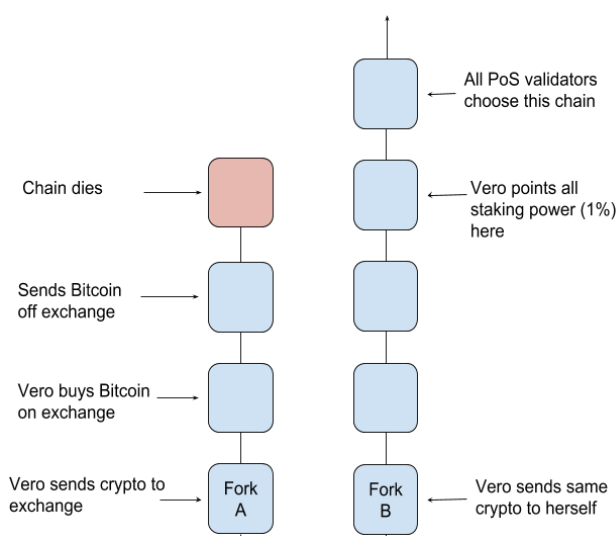 All PoS validators
choose this chain
Chain dies
Vero points all
staking power (1%)
here
Sends Bitcoin
off exchange
Vero buys Bitcoin
on exchange
Vero sends crypto to
exchange
Fork
A
Fork
B
Vero sends same
crypto to herself